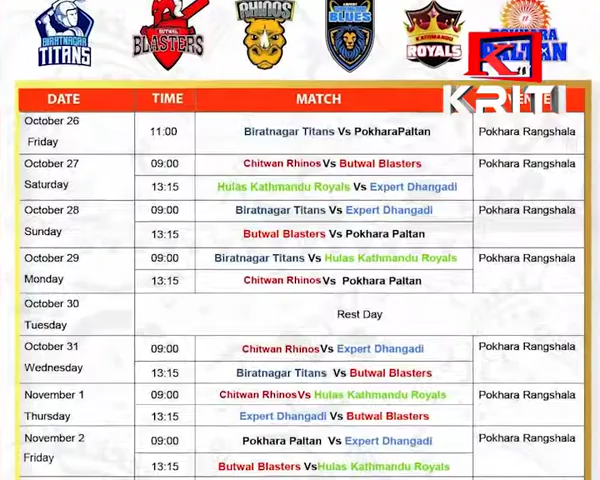 BIRATNAGAR
TITANS
BUTWAL
BLASTERS
RHINOS
BLUES
KATHMANDU
ROYALS
POKHARA
PALTAN
KRITI
DATE TIME MATCH
October 26 11:00 Biratnagar Titans Vs PokharaPaltan Pokhara Rangshala
Friday
October 27 09:00 Chitwan Rhinos Vs Butwal Blasters Pokhara Rangshala
Saturday 13:15 Hulas Kathmandu Royals Vs Expert Dhangadi
October 28 09:00 Biratnagar Titans Vs Expert Dhangadi Pokhara Rangshala
Sunday 13:15 Butwal Blasters Vs Pokhara Paltan
October 29 09:00 Biratnagar Titans Vs Hulas Kathmandu Royals Pokhara Rangshala
Monday 13:15 Chitwan Rhinos Vs Pokhara Paltan
October 30 Rest Day
Tuesday
October 31 09:00 Chitwan Rhinos Vs Expert Dhangadi Pokhara Rangshala
Wednesday 13:15 Biratnagar Titans Vs Butwal Blasters
November 1 09:00 Chitwan Rhinos Vs Hulas Kathmandu Royals Pokhara Rangshala
Thursday 13:15 Expert Dhangadi Vs Butwal Blasters
November 2 09:00 Pokhara Paltan Vs Expert Dhangadi Pokhara Rangshala
Friday 13:15 Butwal Blasters Vs Hulas Kathmandu Royals